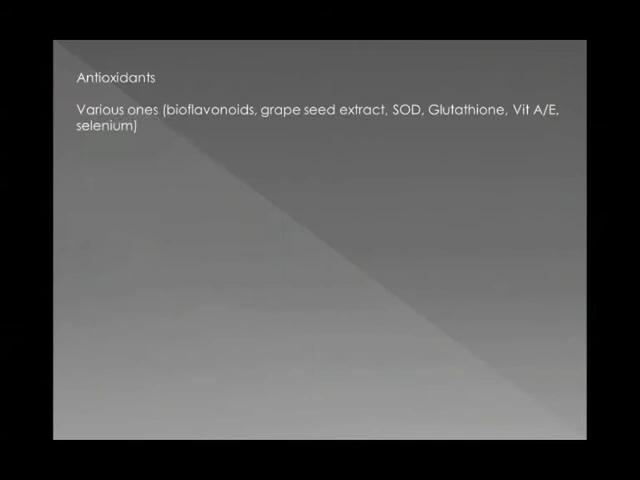 Antioxidants
Various ones (bioflavonoids, grape seed extract, SOD, Glutathione, Vit A/E,
selenium)